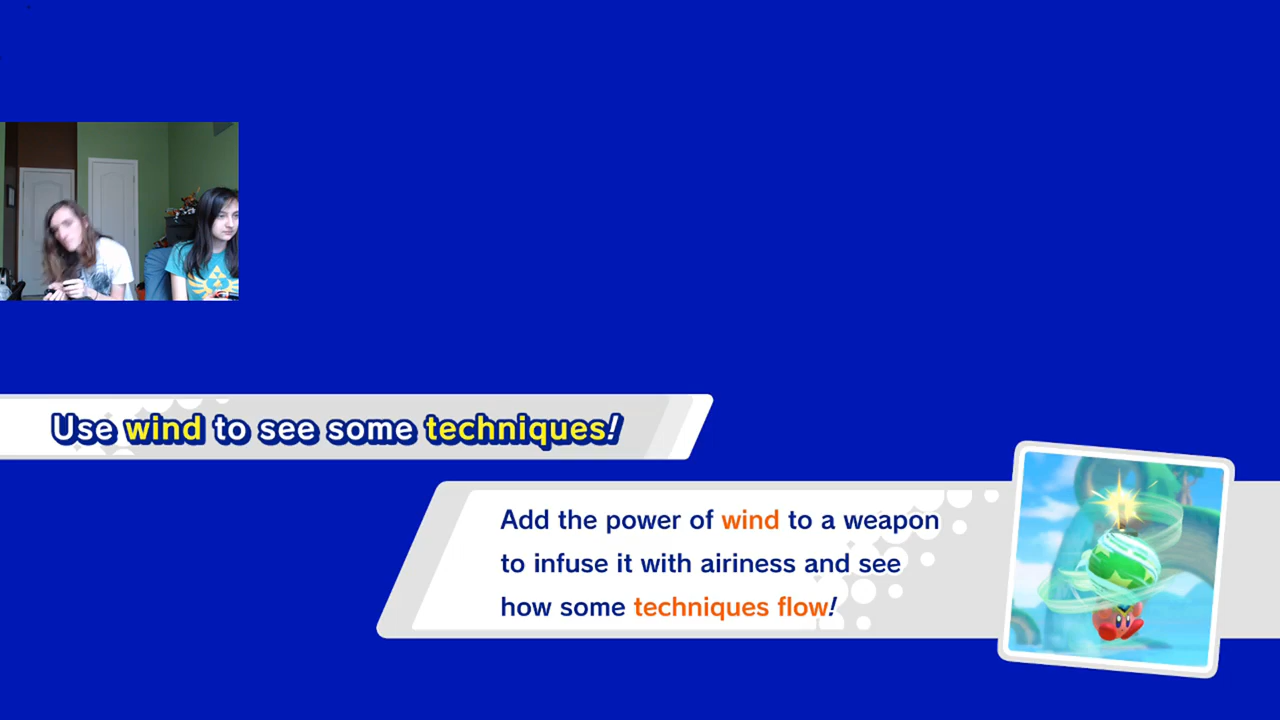 Use wind to see some techniques!
Add the power of wind to a weapon
to infuse it with airiness and see
how some techniques flow!